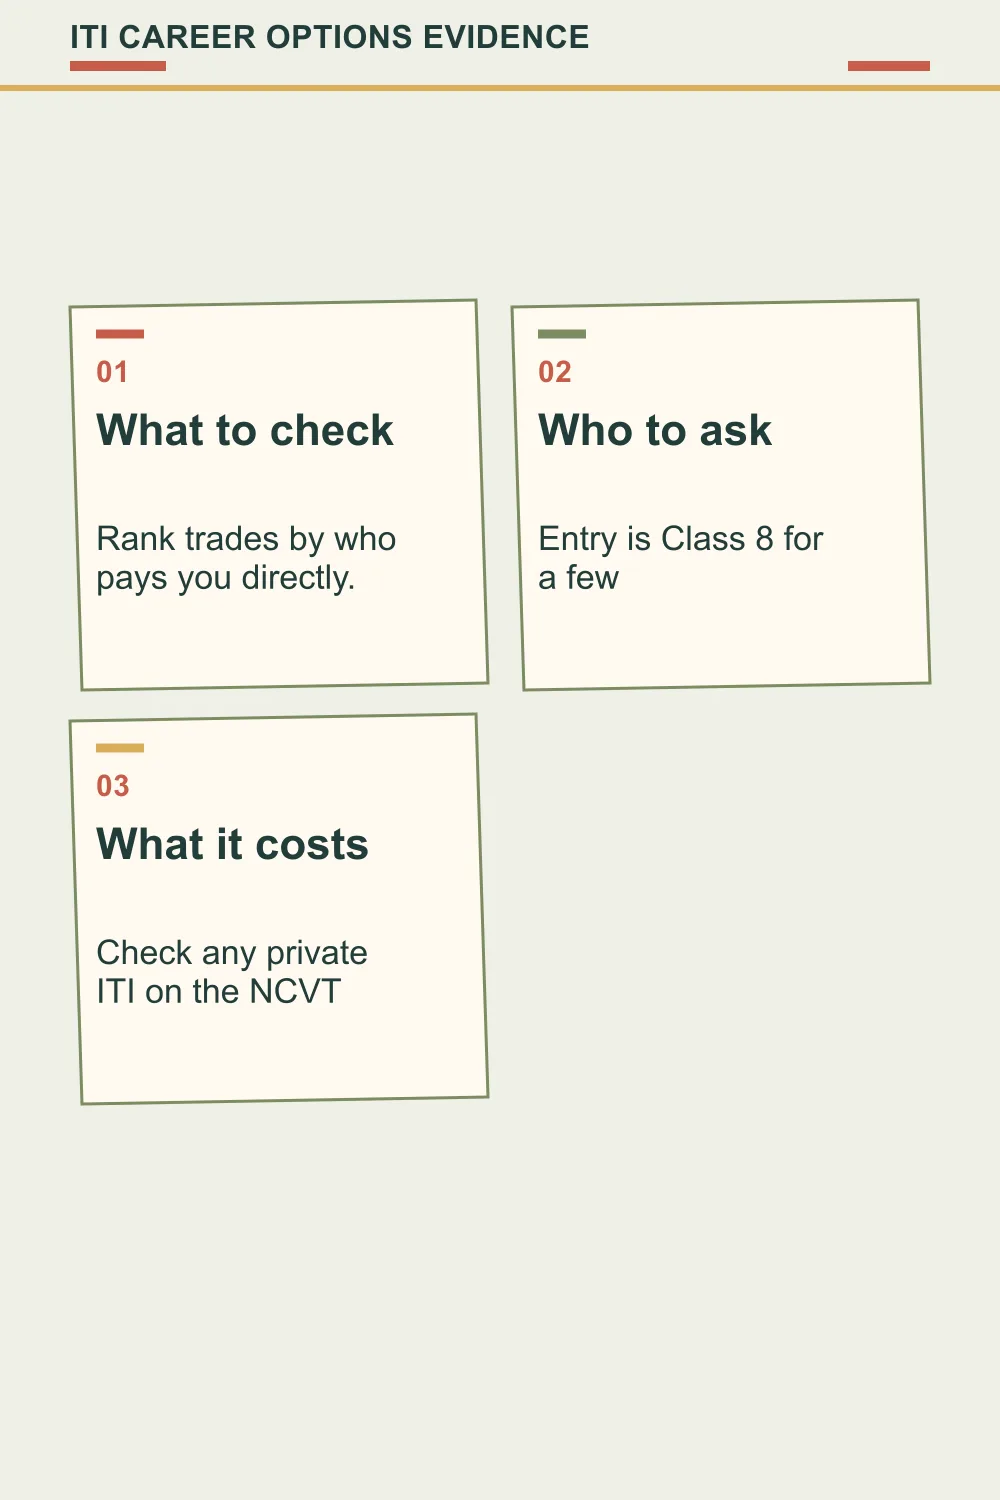 ITI CAREER OPTIONS EVIDENCE
01
What to check
Rank trades by who
pays you directly.
02
Who to ask
Entry is Class 8 for
a few
03
What it costs
Check any private
ITI on the NCVT